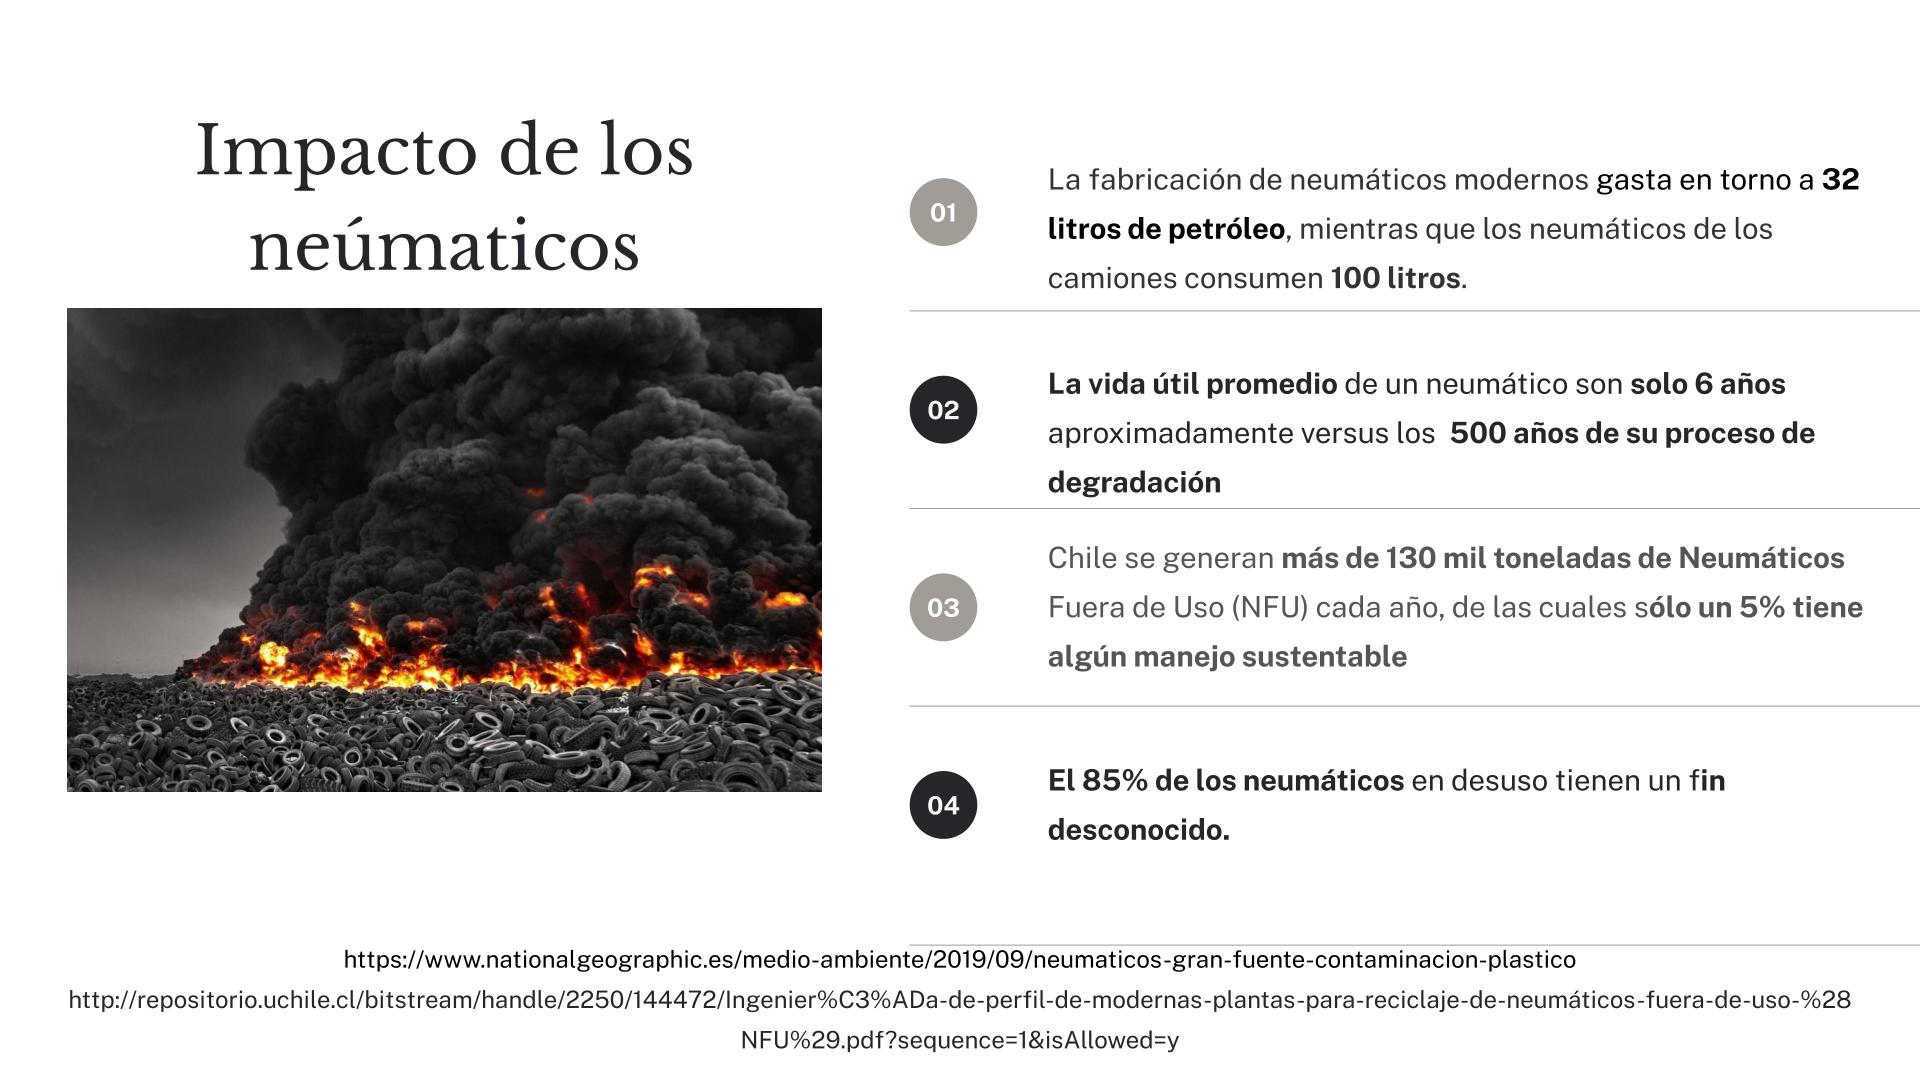 Impacto de los
neúmaticos
01
La fabricación de neumáticos modernos gasta en torno a 32
litros de petróleo, mientras que los neumáticos de los
camiones consumen 100 litros.
02
La vida útil promedio de un neumático son solo 6 años
aproximadamente versus los 500 años de su proceso de
degradación
03
Chile se generan más de 130 mil toneladas de Neumáticos
Fuera de Uso (NFU) cada año, de las cuales sólo un 5% tiene
algún manejo sustentable
04
El 85% de los neumáticos en desuso tienen un fin
desconocido.
https://www.nationalgeographic.es/medio-ambiente/2019/09/neumaticos-gran-fuente-contaminacion-plastico
http://repositorio.uchile.cl/bitstream/handle/2250/144472/Ingenier%C3%ADa-de-perfil-de-modernas-plantas-para-reciclaje-de-neumáticos-fuera-de-uso-%28
NFU%29.pdf?sequence=1&isAllowed=y